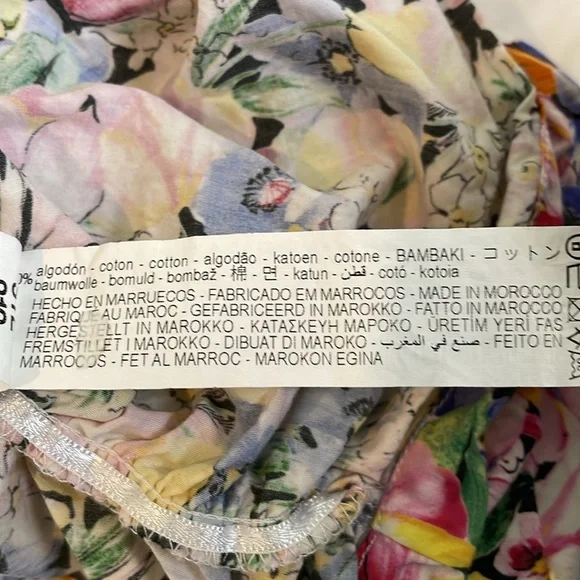 0% algodón - coton - cotton - algodão - katoen - cotone - BAMBAKI - コットン
baumwolle - bomuld - bombaž - 棉 - 면 - katun - قطن - cotó - kotoia
HECHO EN MARRUECOS - FABRICADO EM MARROCOS - MADE IN MOROCCO
FABRIQUÉ AU MAROC - GEFABRICEERD IN MAROKKO - FATTO IN MAROCCO
HERGESTELLT IN MAROKKO - ΚΑΤΑΣΚΕΥΗ ΜΑΡΟΚΟ - ÜRETİM YERİ FAS
FREMSTILLET I MAROKKO - DIBUAT DI MAROKO - صنع في المغرب - FEITO EN
MARROCOS - FET AL MARROC - MAROKON EGINA